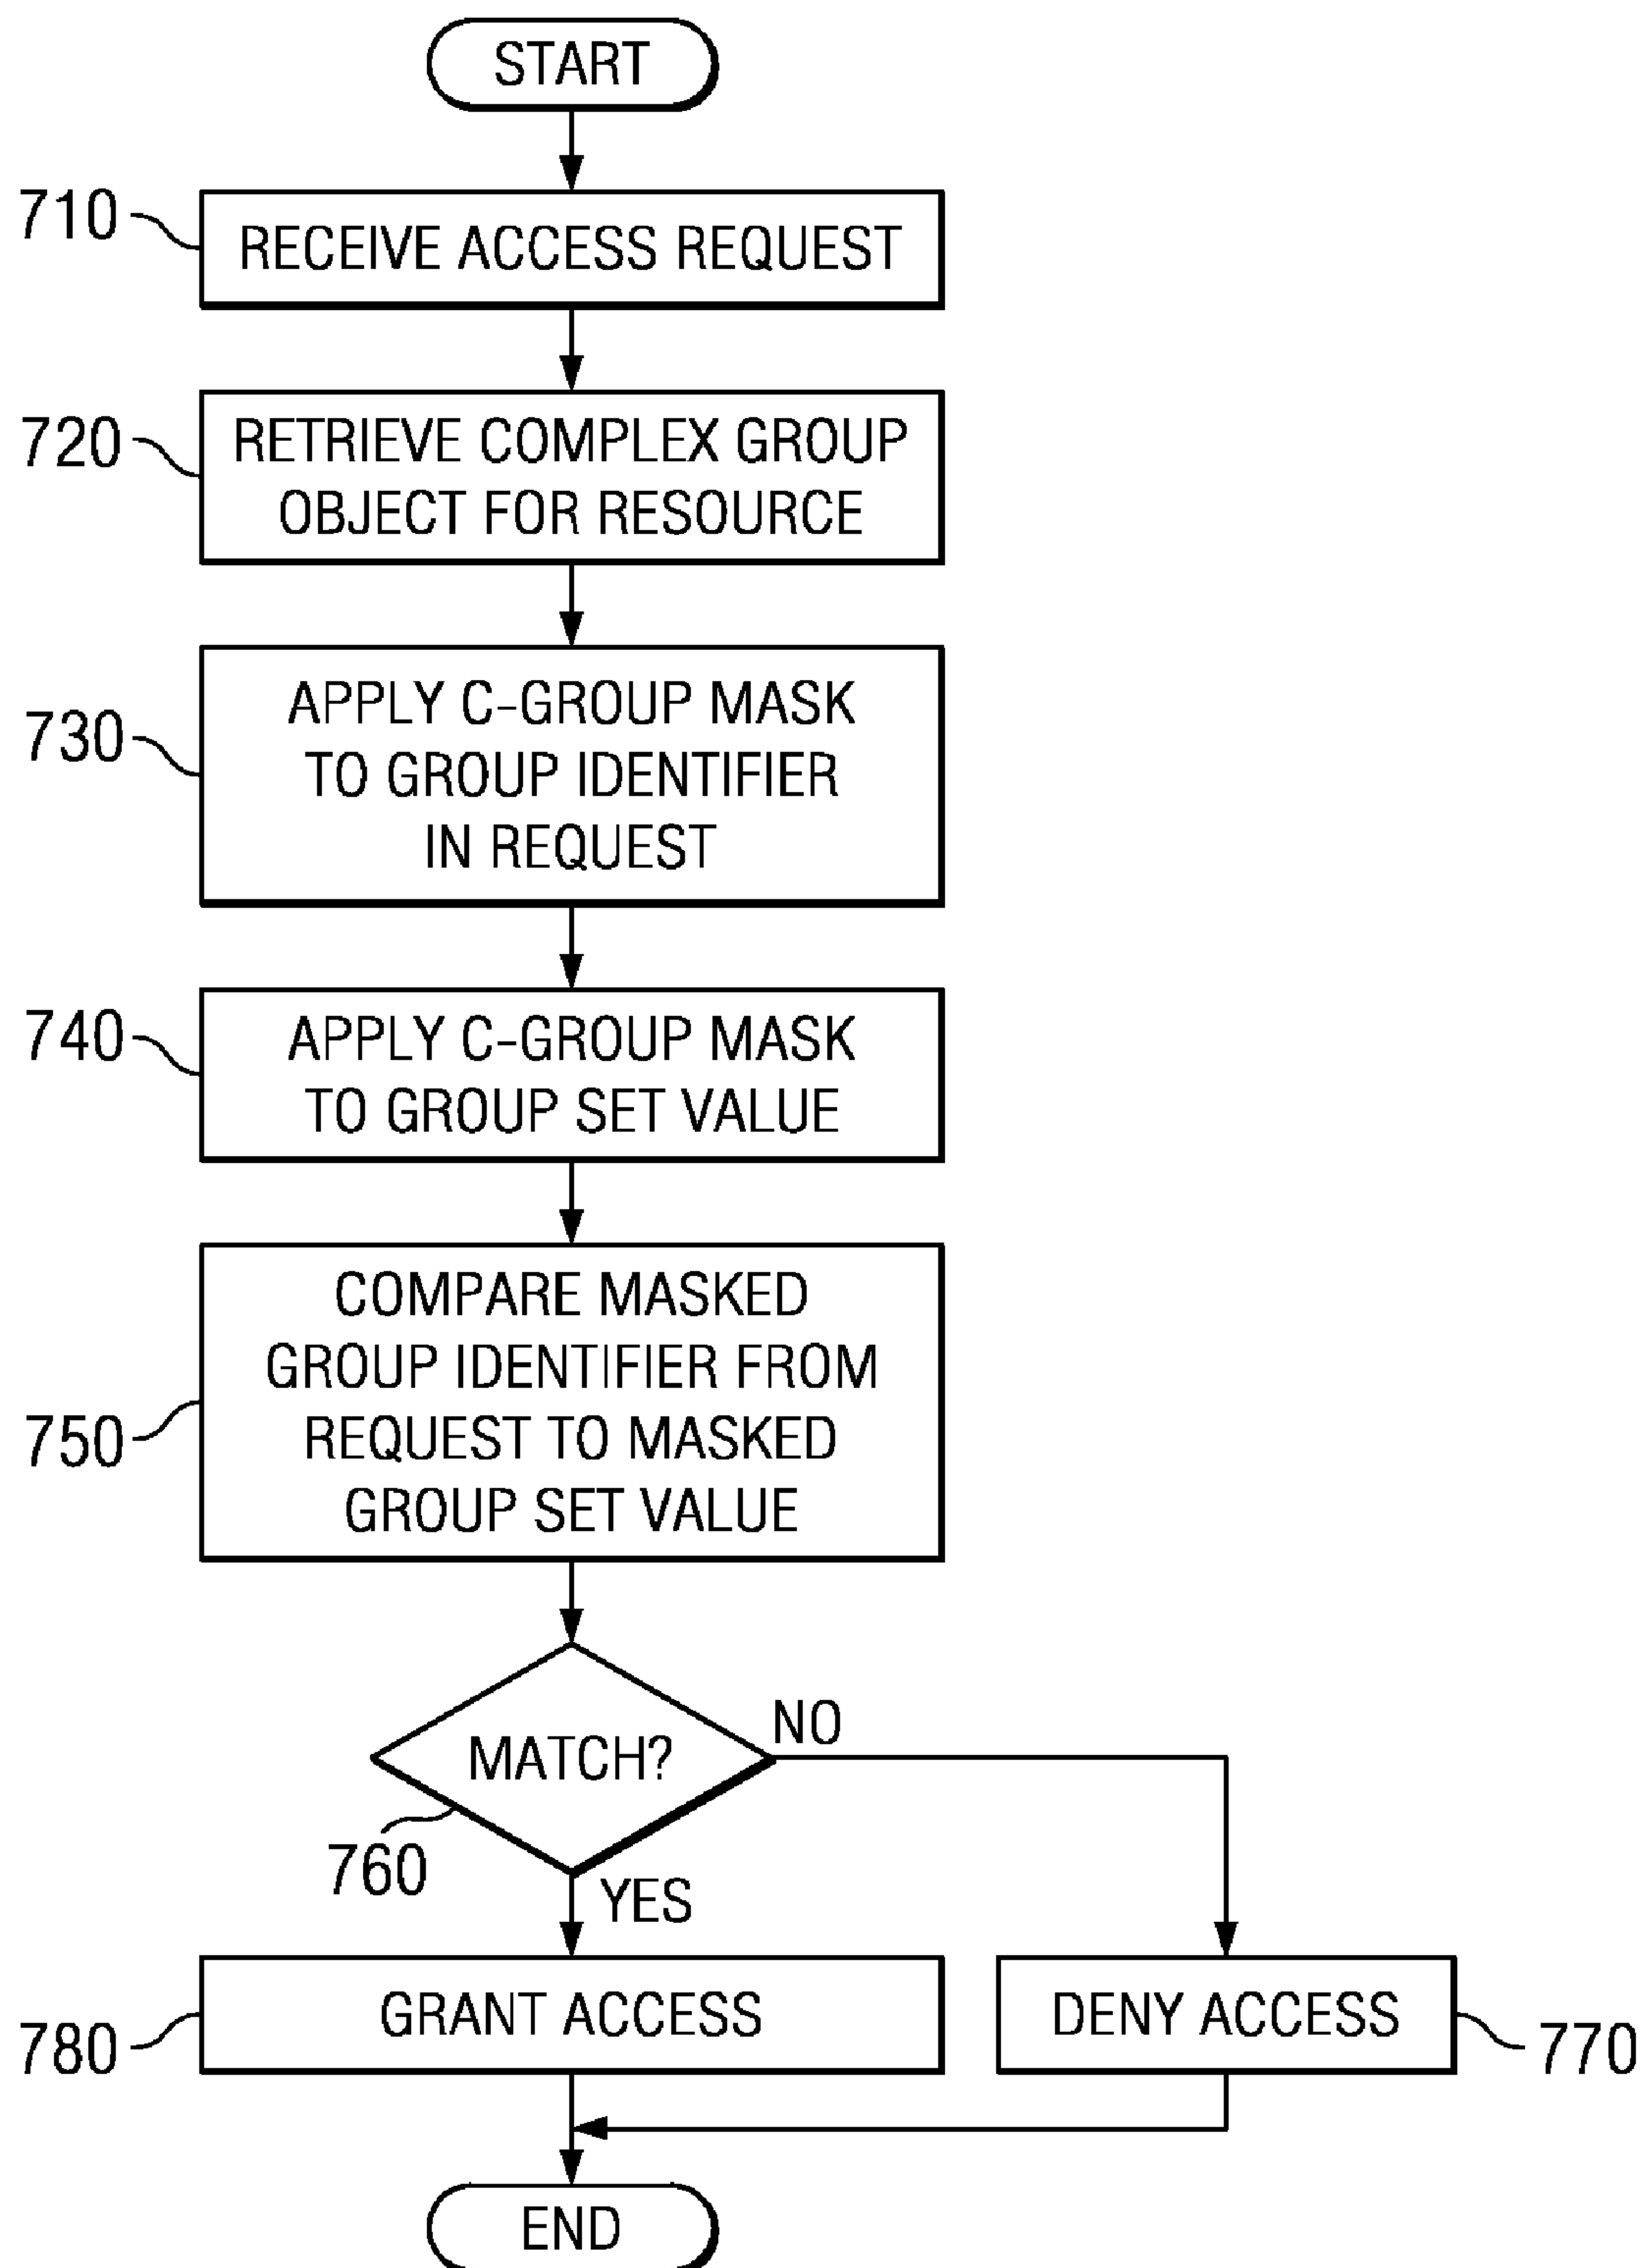 START
710
RECEIVE ACCESS REQUEST
720
RETRIEVE COMPLEX GROUP
OBJECT FOR RESOURCE
730
APPLY C-GROUP MASK
TO GROUP IDENTIFIER
IN REQUEST
740
APPLY C-GROUP MASK
TO GROUP SET VALUE
750
COMPARE MASKED
GROUP IDENTIFIER FROM
REQUEST TO MASKED
GROUP SET VALUE
MATCH?
NO
760
YES
780
GRANT ACCESS
DENY ACCESS
770
END